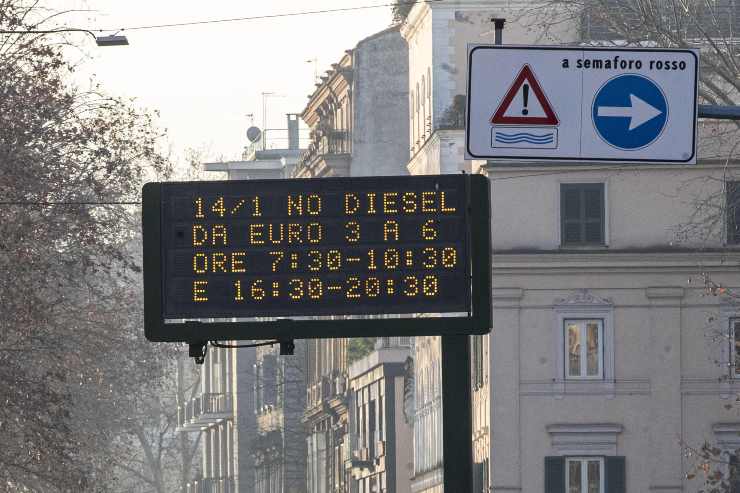 a semaforo rosso
14/1 NO DIESEL
DA EURO 3 A 6
ORE 7:30-10:30
E 16:30-20:30